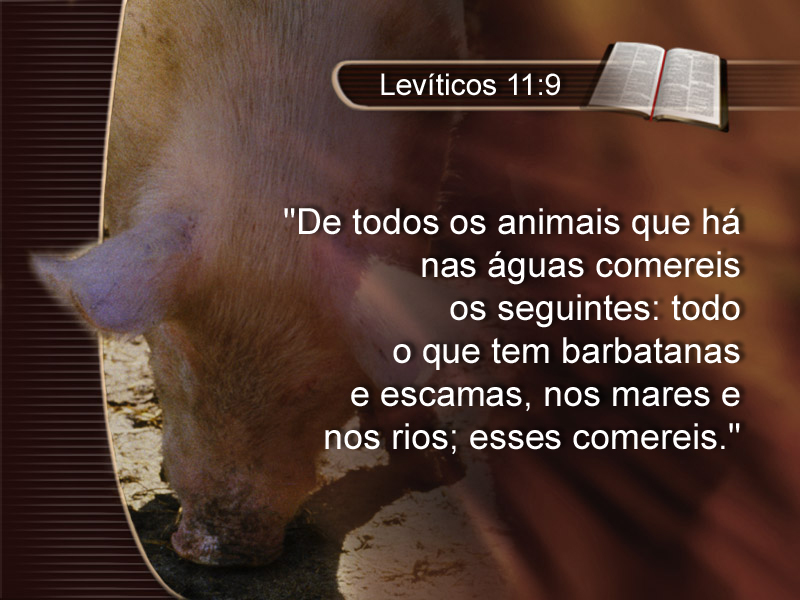 Levíticos 11:9
"De todos os animais que há
nas águas comereis
os seguintes: todo
o que tem barbatanas
e escamas, nos mares e
nos rios; esses comereis."